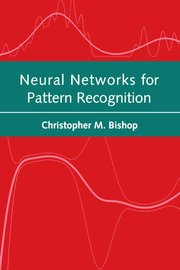 Neural Networks for
Pattern Recognition
Christopher M. Bishop